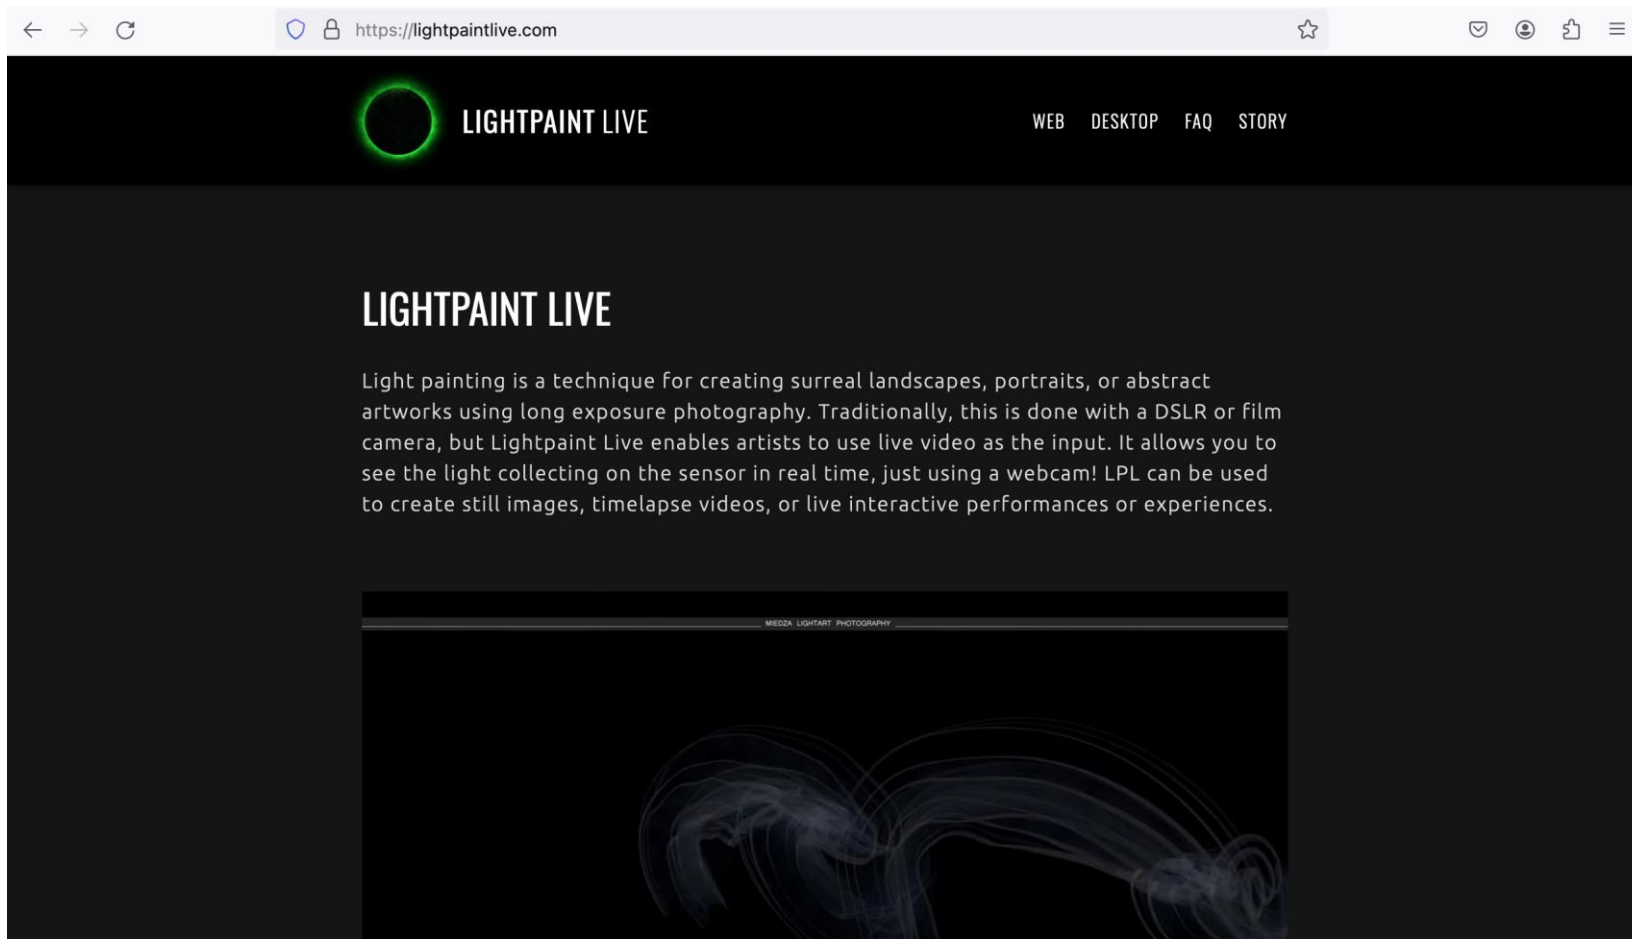 https://lightpaintlive.com
LIGHTPAINT LIVE
WEB DESKTOP FAQ STORY
LIGHTPAINT LIVE
Light painting is a technique for creating surreal landscapes, portraits, or abstract
artworks using long exposure photography. Traditionally, this is done with a DSLR or film
camera, but Lightpaint Live enables artists to use live video as the input. It allows you to
see the light collecting on the sensor in real time, just using a webcam! LPL can be used
to create still images, timelapse videos, or live interactive performances or experiences.
MIEDZA LIGHTART PHOTOGRAPHY